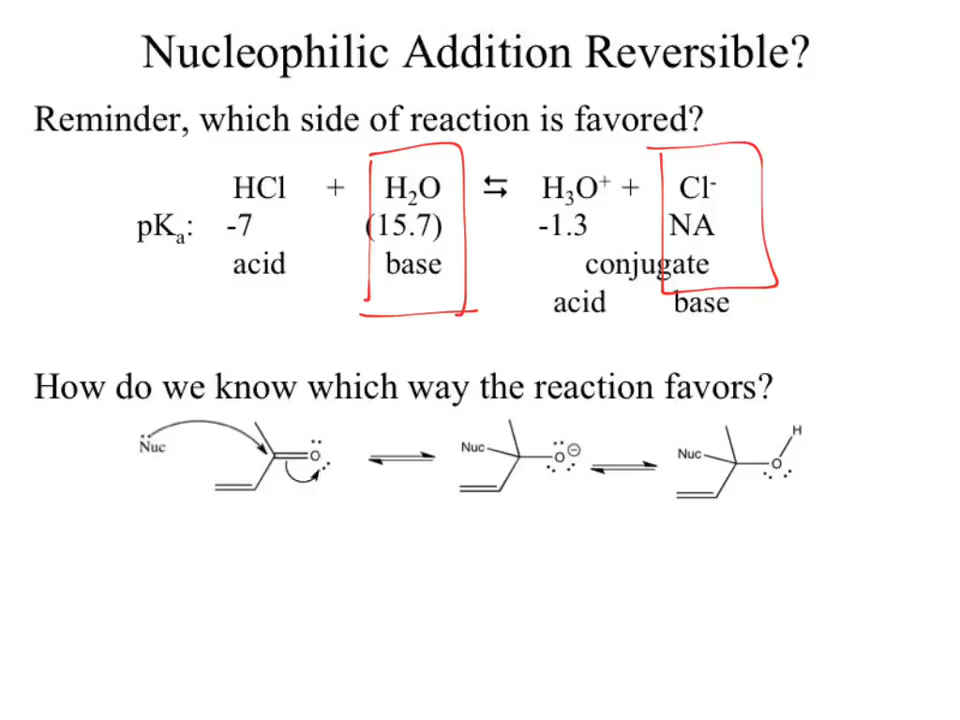 Nucleophilic Addition Reversible?
Reminder, which side of reaction is favored?
HCl + H₂O ⇆ H₃O⁺ + Cl⁻
pKₐ: -7 (15.7) -1.3 NA
acid base conjugate
acid base
How do we know which way the reaction favors?
Nuc O Nuc O⊖ Nuc O H